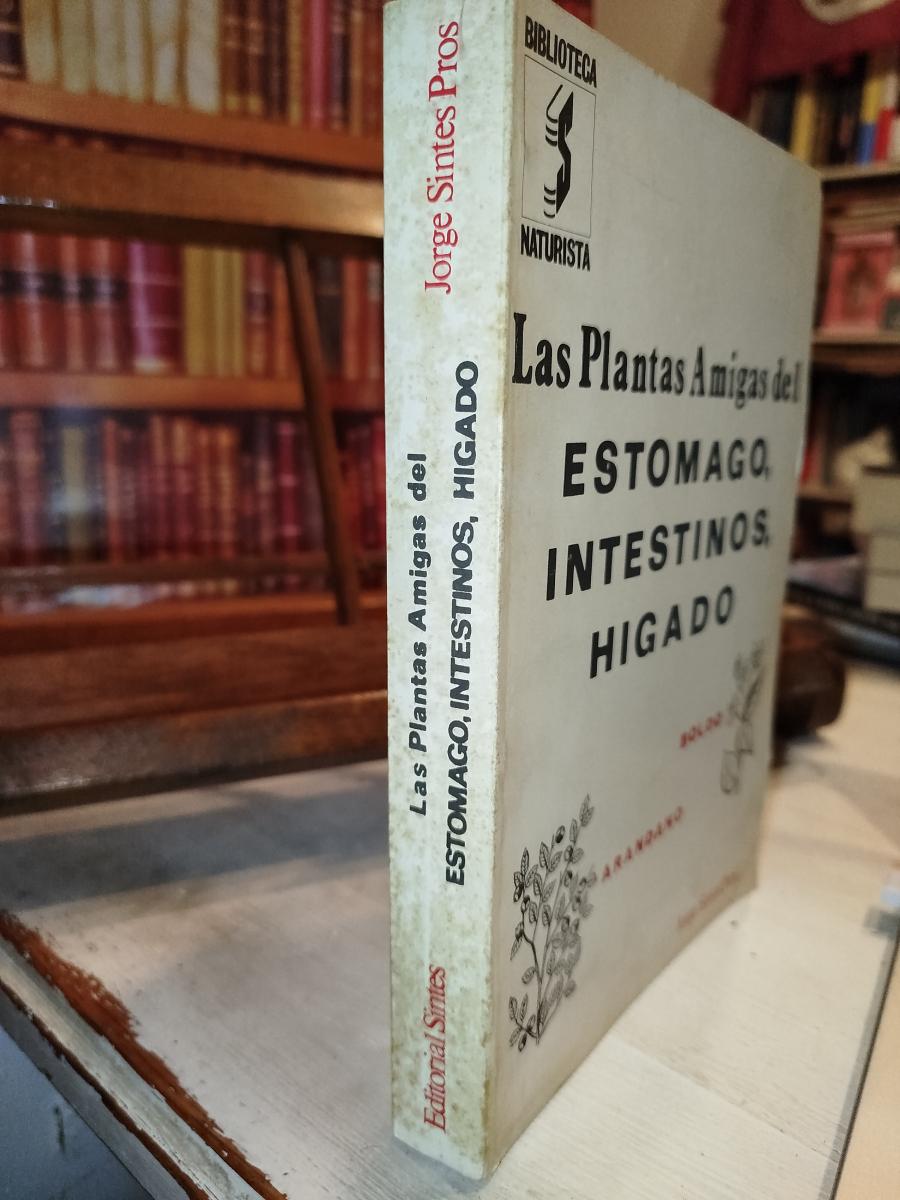 Jorge Sintes Pros
Las Plantas Amigas del
ESTOMAGO, INTESTINOS, HIGADO
Editorial Sintes
BIBLIOTECA
S
NATURISTA
Las Plantas Amigas del
ESTOMAGO,
INTESTINOS,
HIGADO
BOLDO
ARANDANO